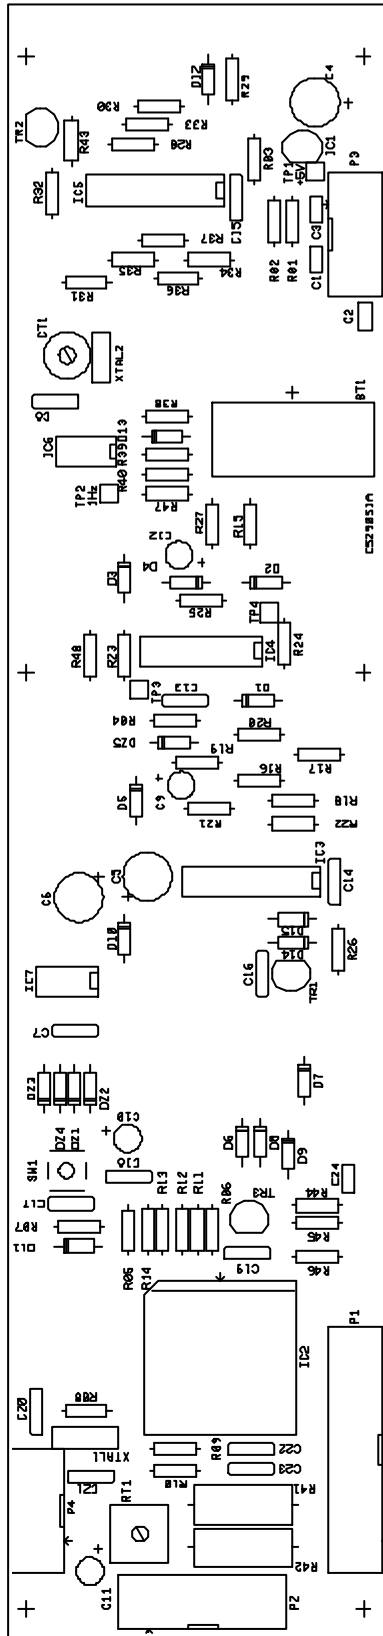 D12
R29
C4
R30
R33
R28
TR2
R43
IC1
R03
TP1
+5V
P3
IC5
R32
C15
R37
R02
R01
C3
C1
R35
R34
R36
R31
C2
CT1
XTAL2
BT1
R38
D13
IC6
R39
R40
TP2
1Hz
R47
R27
R15
C12
D4
D3
D2
R25
TP4
R48
R23
IC4
R24
TP3
C13
D1
R04
R20
DZ5
R19
R17
R16
D5
C9
R18
R21
R22
IC3
C5
C6
C14
D10
D15
D14
R26
IC7
C16
TR1
C7
D7
DZ3
DZ2
DZ4
DZ1
C10
D6
D8
D9
SW1
C18
C24
R13
R12
R11
R06
TR3
R44
C17
R07
R45
DL1
R05
R14
C19
R46
IC2
P1
C20
R08
XTAL1
R09
C22
C21
R10
C23
P4
RT1
R41
R42
C11
P2